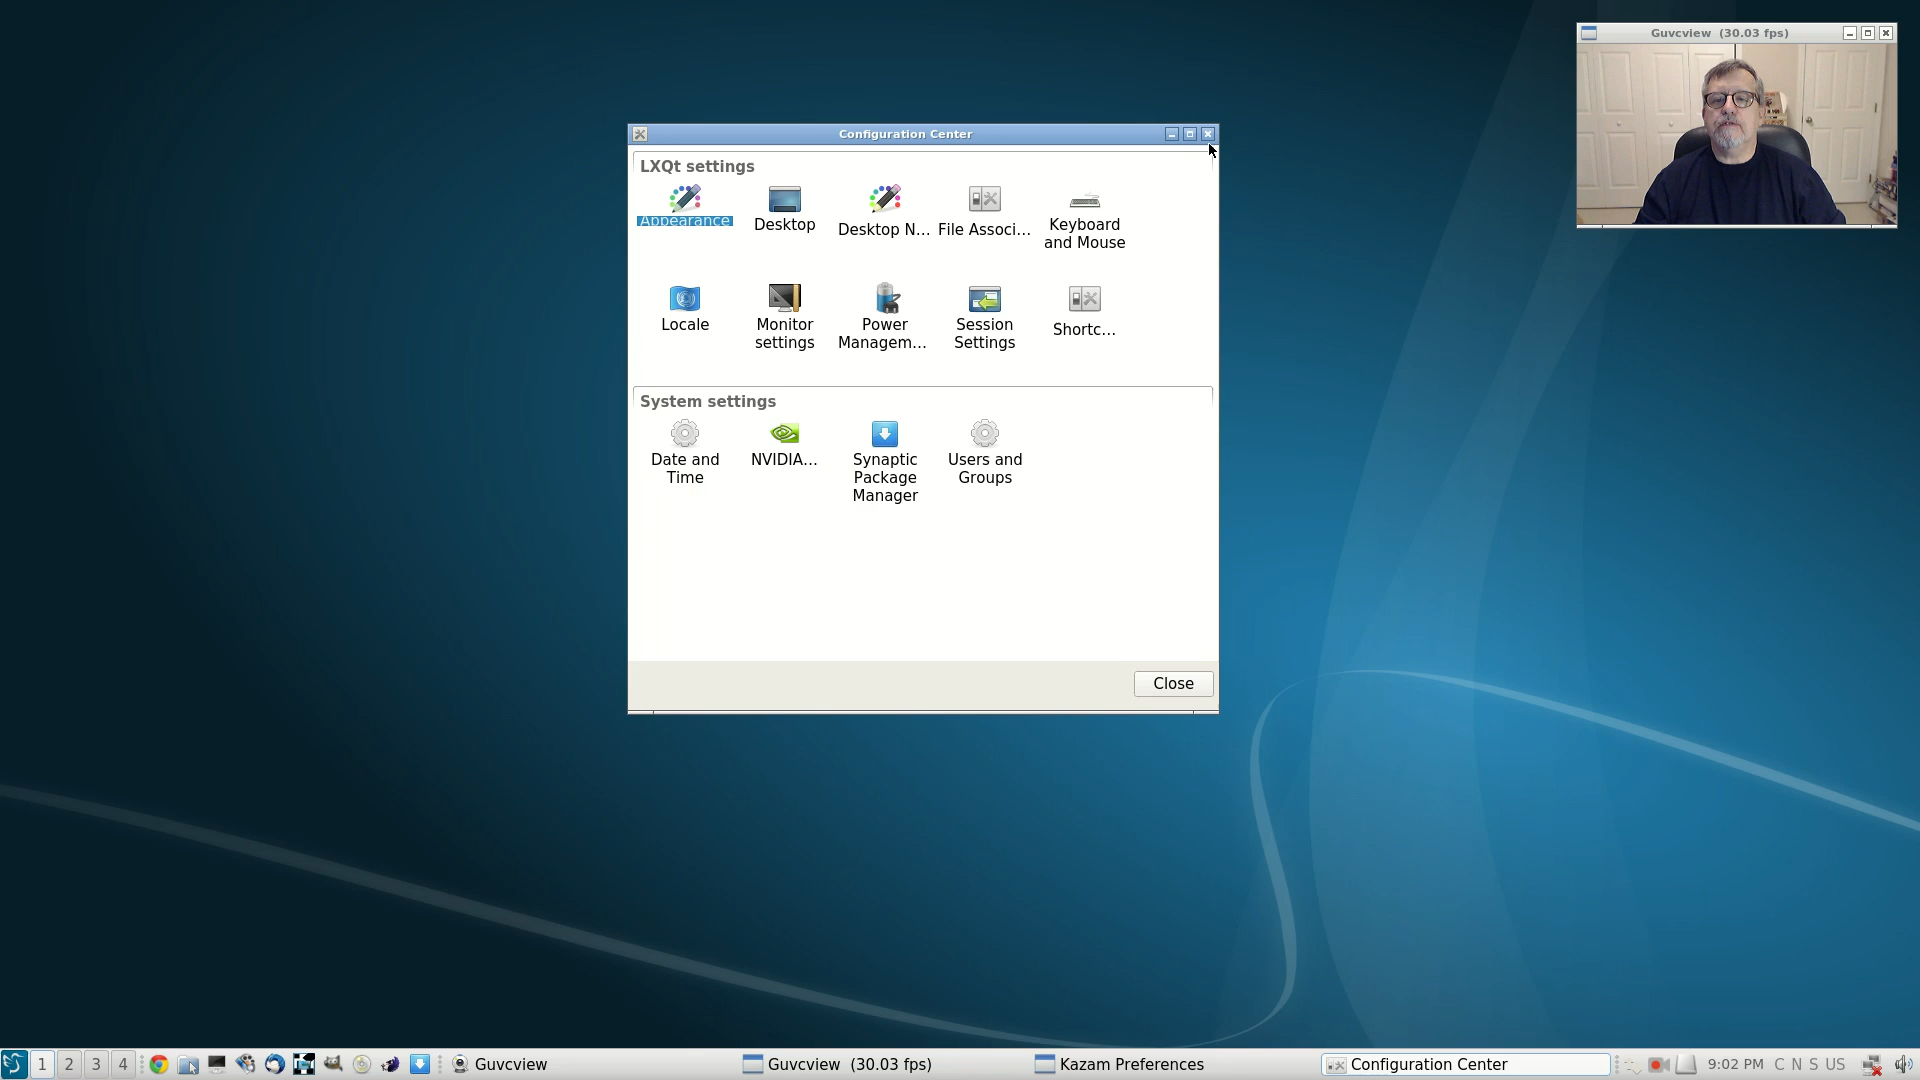 Guvcview (30.03 fps)
Configuration Center
LXQt settings
Appearance
Desktop
Desktop N...
File Associ...
Keyboard
and Mouse
Locale
Monitor
settings
Power
Managem...
Session
Settings
Shortc...
System settings
Date and
Time
NVIDIA...
Synaptic
Package
Manager
Users and
Groups
Close
1 2 3 4 Guvcview Guvcview (30.03 fps) Kazam Preferences Configuration Center 9:02 PM C N S US